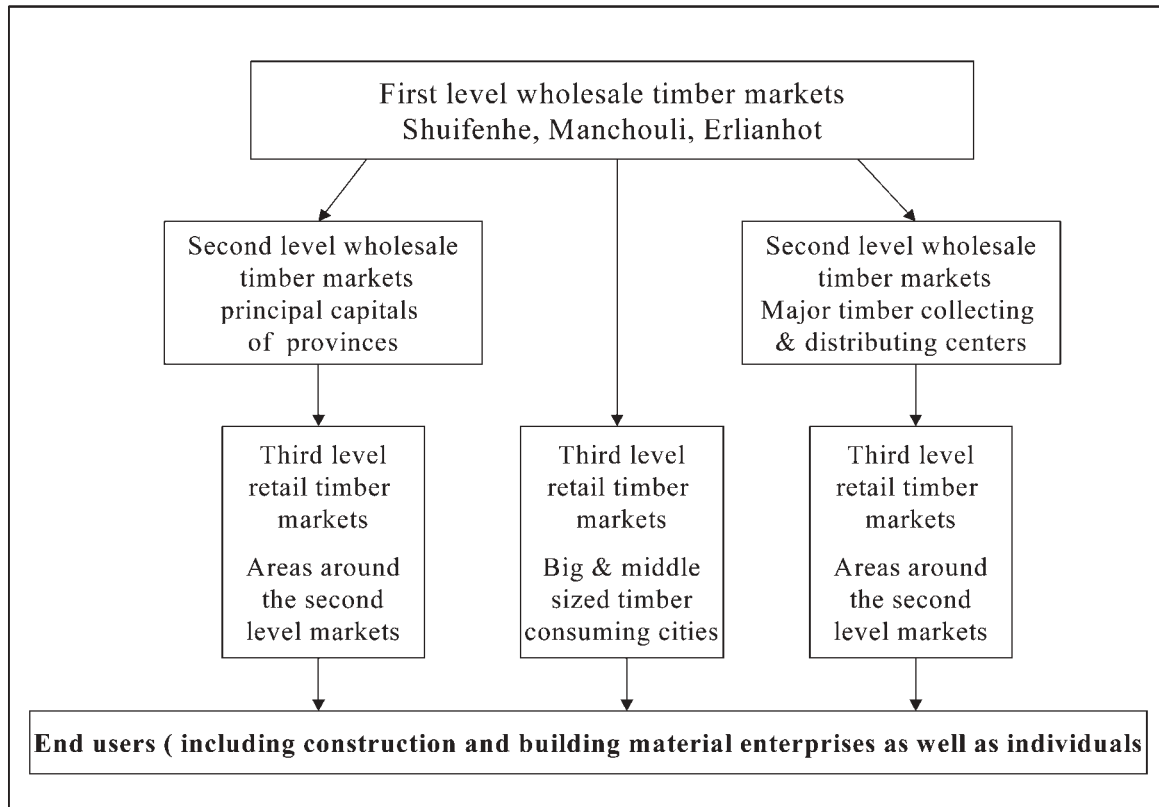 First level wholesale timber markets
Shuifenhe, Manchouli, Erlianhot
Second level wholesale
timber markets
principal capitals
of provinces
Second level wholesale
timber markets
Major timber collecting
& distributing centers
Third level
retail timber
markets
Areas around
the second
level markets
Third level
retail timber
markets
Big & middle
sized timber
consuming cities
Third level
retail timber
markets
Areas around
the second
level markets
End users ( including construction and building material enterprises as well as individuals